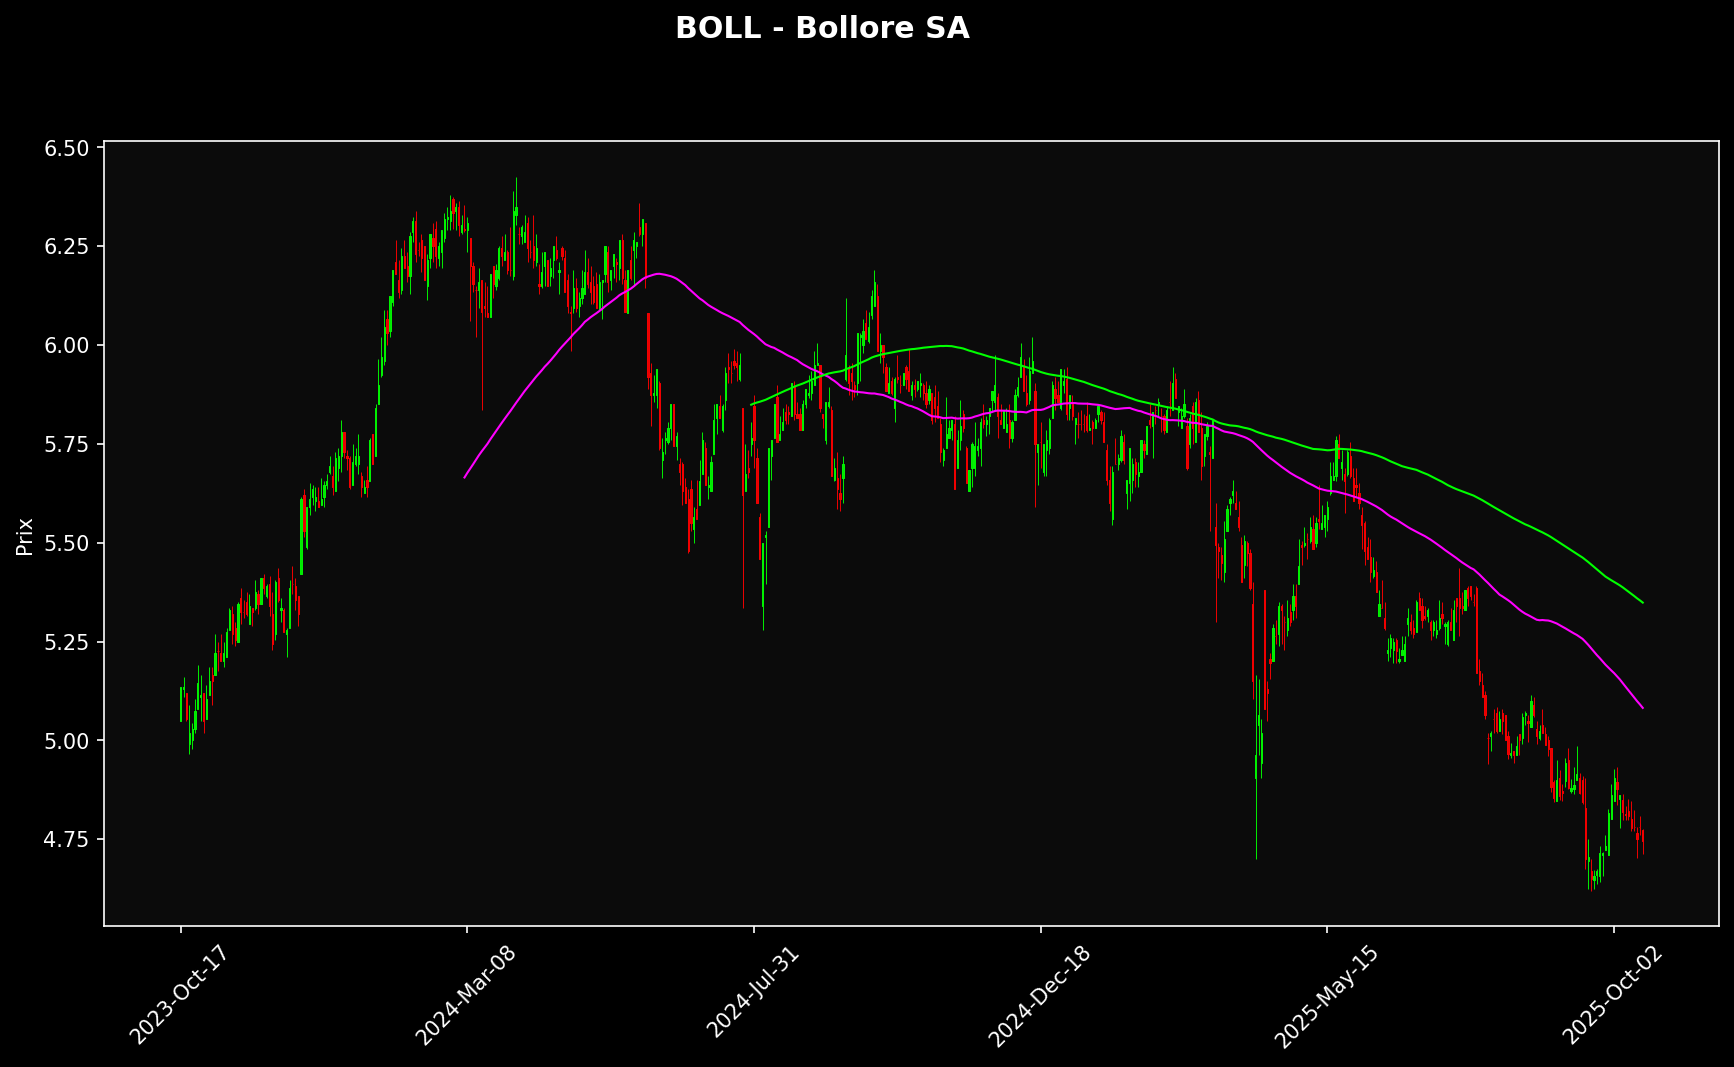 BOLL - Bollore SA
6.50
6.25
6.00
5.75
5.50
5.25
5.00
4.75
Prix
2023-Oct-17
2024-Mar-08
2024-Jul-31
2024-Dec-18
2025-May-15
2025-Oct-02